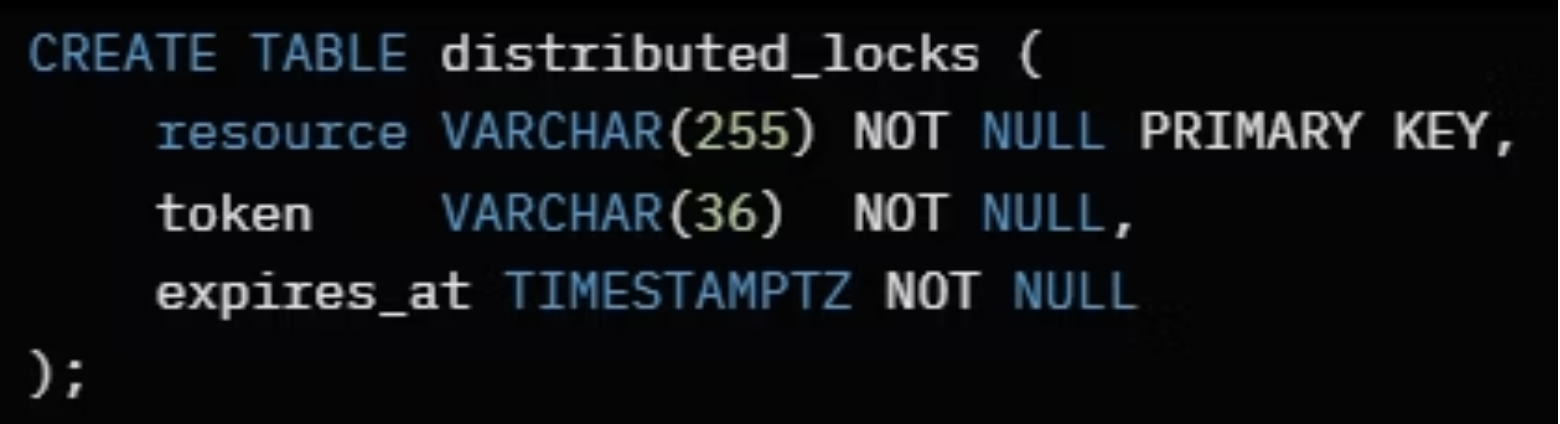 CREATE TABLE distributed_locks (
    resource VARCHAR(255) NOT NULL PRIMARY KEY,
    token    VARCHAR(36)  NOT NULL,
    expires_at TIMESTAMPTZ NOT NULL
);